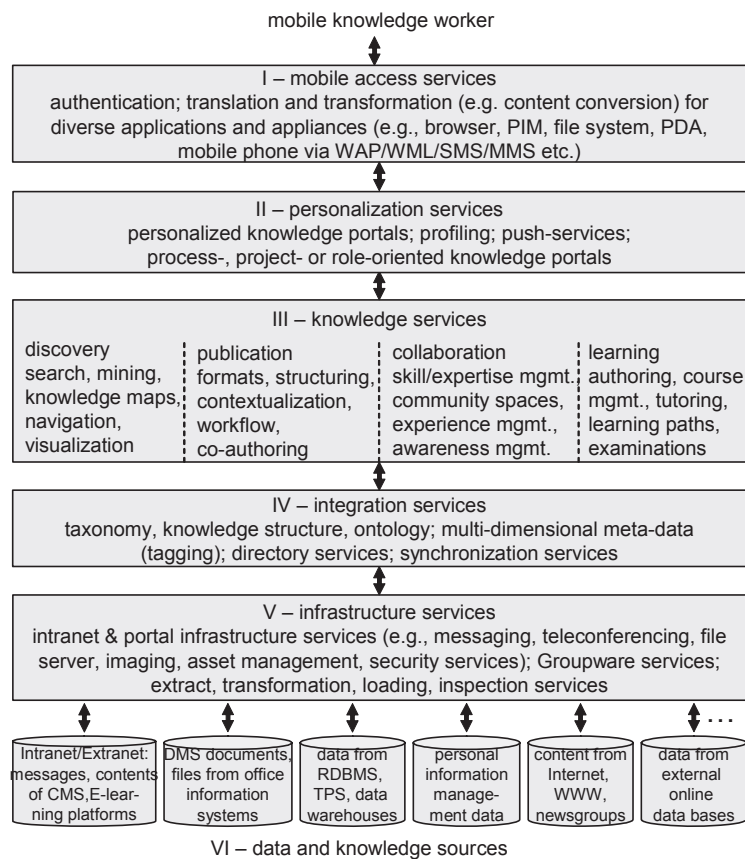 mobile knowledge worker
I – mobile access services
authentication; translation and transformation (e.g. content conversion) for
diverse applications and appliances (e.g., browser, PIM, file system, PDA,
mobile phone via WAP/WML/SMS/MMS etc.)
II – personalization services
personalized knowledge portals; profiling; push-services;
process-, project- or role-oriented knowledge portals
III – knowledge services
discovery
search, mining,
knowledge maps,
navigation,
visualization
publication
formats, structuring,
contextualization,
workflow,
co-authoring
collaboration
skill/expertise mgmt.,
community spaces,
experience mgmt.,
awareness mgmt.
learning
authoring, course
mgmt., tutoring,
learning paths,
examinations
IV – integration services
taxonomy, knowledge structure, ontology; multi-dimensional meta-data
(tagging); directory services; synchronization services
V – infrastructure services
intranet & portal infrastructure services (e.g., messaging, teleconferencing, file
server, imaging, asset management, security services); Groupware services;
extract, transformation, loading, inspection services
Intranet/Extranet:
messages, contents
of CMS,E-lear-
ning platforms
DMS documents,
files from office
information
systems
data from
RDBMS,
TPS, data
warehouses
personal
information
manage-
ment data
content from
Internet,
WWW,
newsgroups
data from
external
online
data bases
...
VI – data and knowledge sources